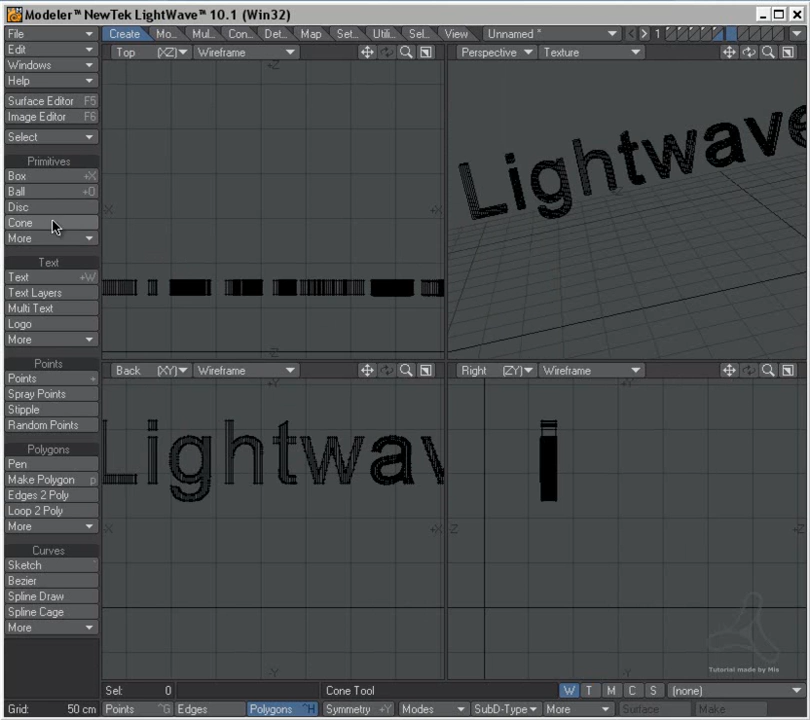 Modeler™ NewTek LightWave™ 10.1 (Win32)
File Create Mo... Mul... Con... Det... Map Set... Utili... Sel... View Unnamed * 1
Edit Top (XZ) Wireframe Perspective Texture
Windows
Help
Surface Editor F5
Image Editor F6
Select
Primitives
Box +X
Ball +O
Disc
Cone
More
Text
Text +W
Text Layers
Multi Text
Logo
More
Lightwave
Points
Points +
Spray Points
Stipple
Random Points
Polygons
Pen
Make Polygon p
Edges 2 Poly
Loop 2 Poly
More
Curves
Sketch
Bezier
Spline Draw
Spline Cage
More
Back (XY) Wireframe Right (ZY) Wireframe
Lightwav
Tutorial made by Mis
Sel: 0 Cone Tool W T M C S (none)
Grid: 50 cm Points ^G Edges Polygons ^H Symmetry +Y Modes SubD-Type More Surface Make